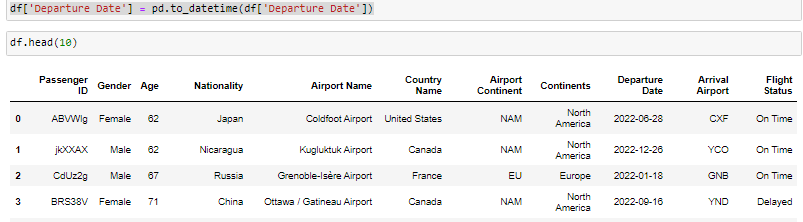 df['Departure Date'] = pd.to_datetime(df['Departure Date'])
df.head(10)
Passenger ID Gender Age Nationality Airport Name Country Name Airport Continent Continents Departure Date Arrival Airport Flight Status
0 ABVWIg Female 62 Japan Coldfoot Airport United States NAM North America 2022-06-28 CXF On Time
1 jkXXAX Male 62 Nicaragua Kugluktuk Airport Canada NAM North America 2022-12-26 YCO On Time
2 CdUz2g Male 67 Russia Grenoble-Isère Airport France EU Europe 2022-01-18 GNB On Time
3 BRS38V Female 71 China Ottawa / Gatineau Airport Canada NAM North America 2022-09-16 YND Delayed